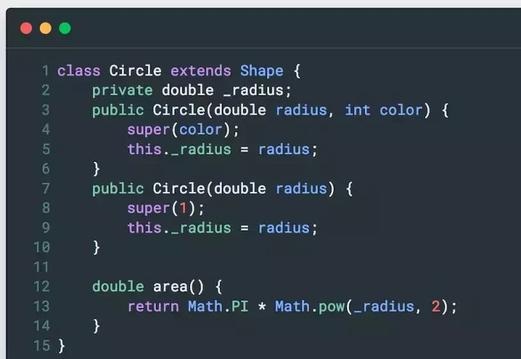 1 class Circle extends Shape {
2     private double _radius;
3     public Circle(double radius, int color) {
4         super(color);
5         this._radius = radius;
6     }
7     public Circle(double radius) {
8         super(1);
9         this._radius = radius;
10     }
11
12     double area() {
13         return Math.PI * Math.pow(_radius, 2);
14     }
15 }